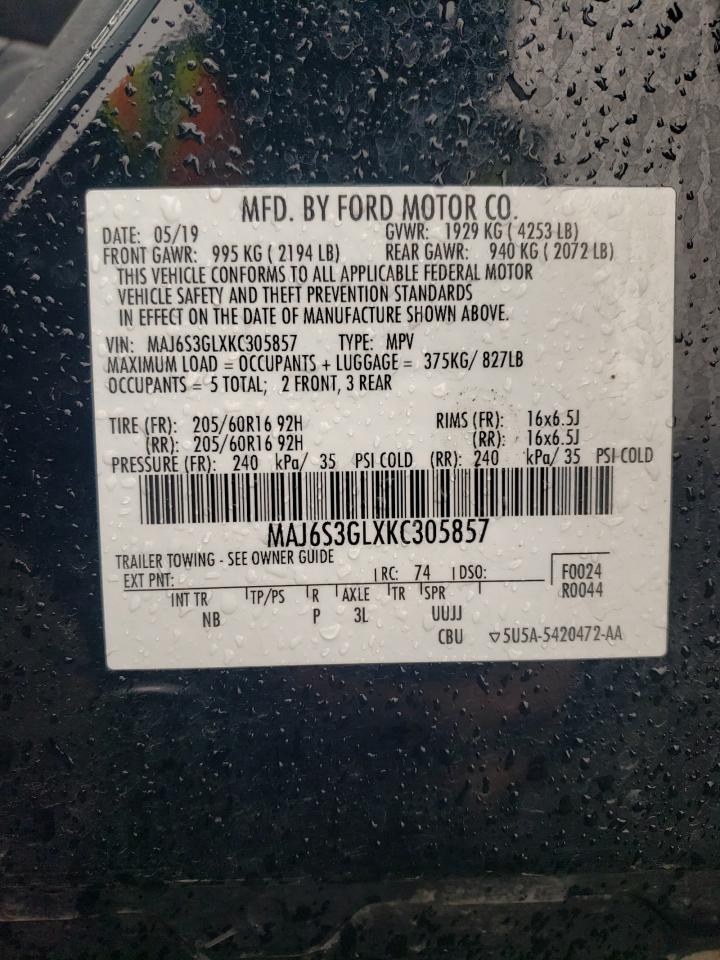 MFD. BY FORD MOTOR CO.
DATE: 05/19 GVWR: 1929 KG ( 4253 LB)
FRONT GAWR: 995 KG ( 2194 LB) REAR GAWR: 940 KG ( 2072 LB)
THIS VEHICLE CONFORMS TO ALL APPLICABLE FEDERAL MOTOR
VEHICLE SAFETY AND THEFT PREVENTION STANDARDS
IN EFFECT ON THE DATE OF MANUFACTURE SHOWN ABOVE.
VIN: MAJ6S3GLXKC305857 TYPE: MPV
MAXIMUM LOAD = OCCUPANTS + LUGGAGE = 375KG/ 827LB
OCCUPANTS = 5 TOTAL; 2 FRONT, 3 REAR
TIRE (FR): 205/60R16 92H RIMS (FR): 16x6.5J
(RR): 205/60R16 92H (RR): 16x6.5J
PRESSURE (FR): 240 kPa/ 35 PSI COLD (RR): 240 kPa/ 35 PSI COLD
MAJ6S3GLXKC305857
TRAILER TOWING - SEE OWNER GUIDE
EXT PNT: RC: 74 DSO: F0024
R0044
INT TR TP/PS R AXLE TR SPR
NB P 3L UUJJ
CBU ▽5U5A-5420472-AA